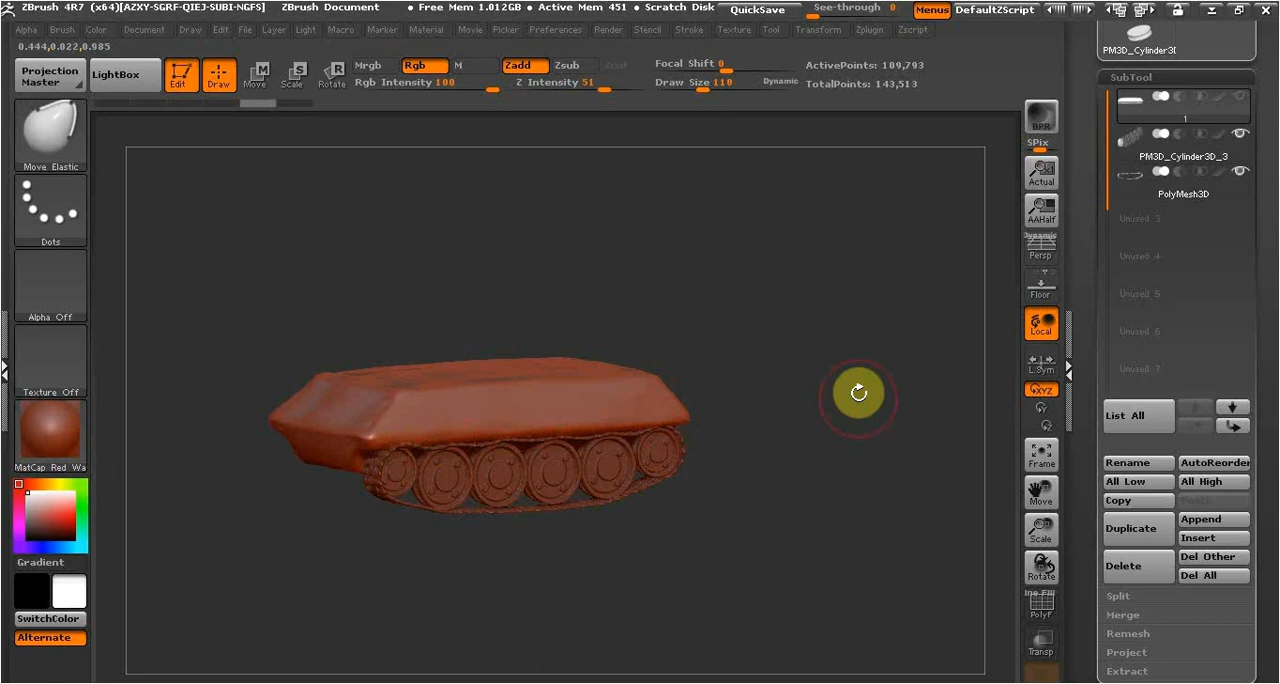 ZBrush 4R7 (x64)[AZXY-SGRF-QIEJ-SUBI-NGFS] ZBrush Document • Free Mem 1.012GB • Active Mem 451 • Scratch Disk QuickSave See-through 0 Menus DefaultZScript
Alpha Brush Color Document Draw Edit File Layer Light Macro Marker Material Movie Picker Preferences Render Stencil Stroke Texture Tool Transform Zplugin Zscript
0.444,0.022,0.985
PM3D_Cylinder3D
Projection Master
LightBox
Edit
Draw
Move
Scale
Rotate
Mrgb Rgb M Zadd Zsub Zcut
Rgb Intensity 100 Z Intensity 51
Focal Shift 0
Draw Size 110 Dynamic
ActivePoints: 109,793
TotalPoints: 143,513
Move Elastic
Dots
Alpha Off
Texture Off
MatCap Red Wa
Gradient
SwitchColor
Alternate
BPR
SPix
Actual
AAHalf
Dynamic
Persp
Floor
Local
L.Sym
XYZ
Frame
Move
Scale
Rotate
Line Fill
PolyF
Transp
SubTool
1
PM3D_Cylinder3D_3
PolyMesh3D
Unused 3
Unused 4
Unused 5
Unused 6
Unused 7
List All
Rename AutoReorder
All Low All High
Copy
Duplicate Append
Insert
Delete Del Other
Del All
Split
Merge
Remesh
Project
Extract